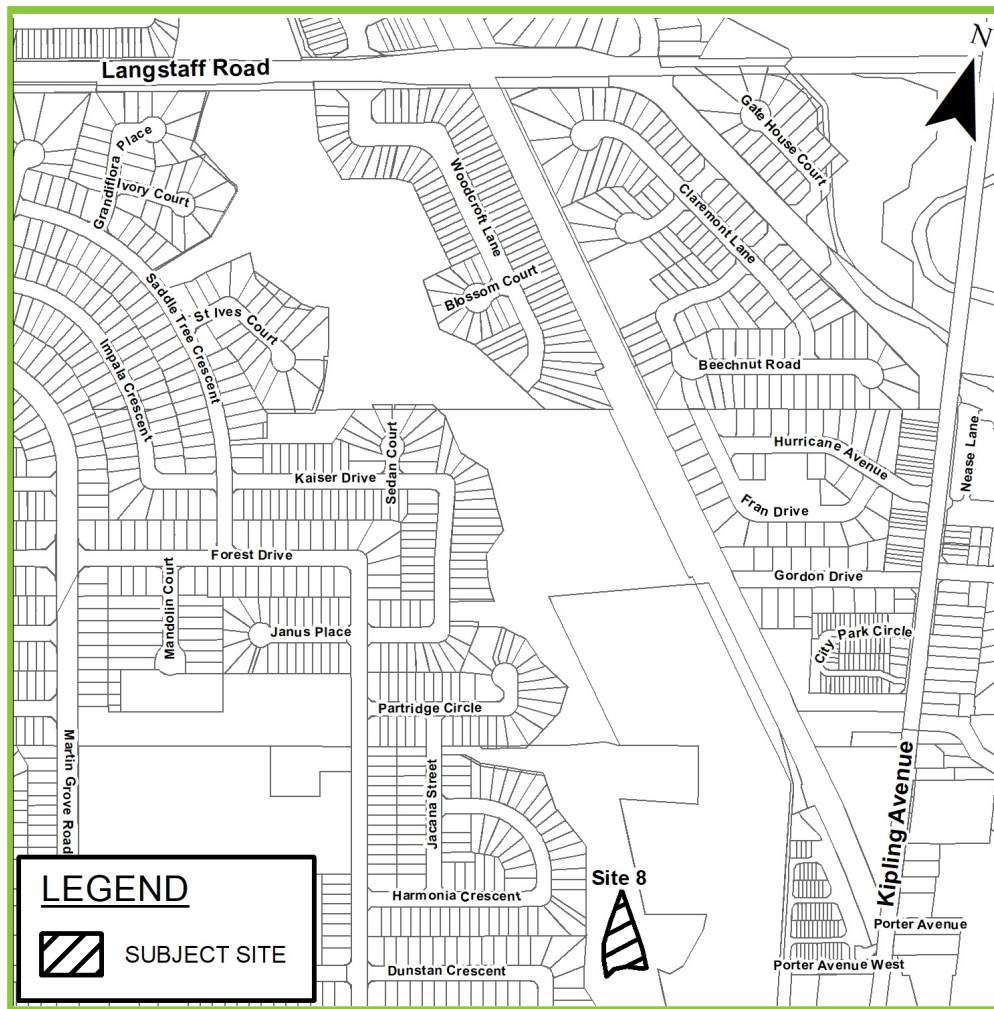 N
Langstaff Road
Grandiflora Place
Ivory Court
Gate House Court
Woodcroft Lane
Claremont Lane
Blossom Court
Saddle Tree Crescent
St Ives Court
Impala Crescent
Beechnut Road
Sedan Court
Kaiser Drive
Hurricane Avenue
Nease Lane
Fran Drive
Forest Drive
Gordon Drive
Mandolin Court
Janus Place
City Park Circle
Partridge Circle
Martin Grove Road
Jacana Street
Kipling Avenue
Harmonia Crescent
Site 8
Porter Avenue
Dunstan Crescent
Porter Avenue West
LEGEND
SUBJECT SITE